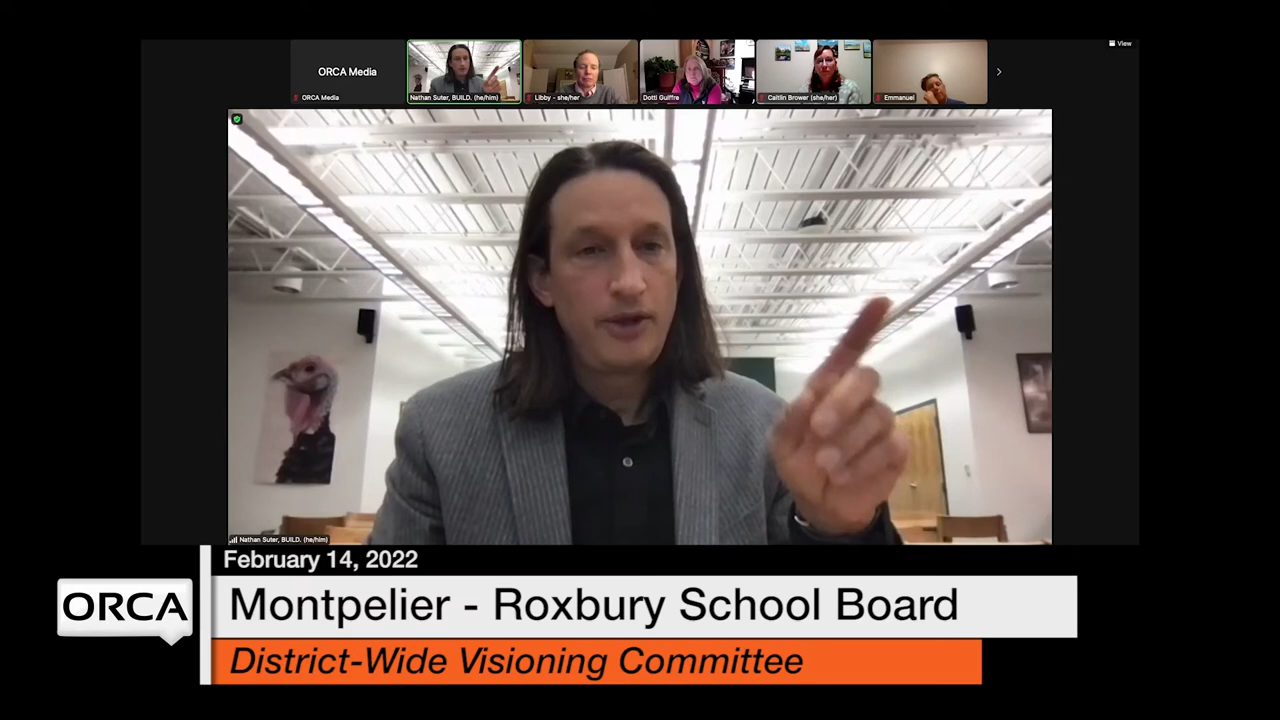 View
ORCA Media
ORCA Media
Nathan Suter, BUILD. (he/him)
Libby - she/her
Dotti Guiffre
Caitlin Brower (she/her)
Emmanuel
Nathan Suter, BUILD. (he/him)
February 14, 2022
ORCA
Montpelier - Roxbury School Board
District-Wide Visioning Committee